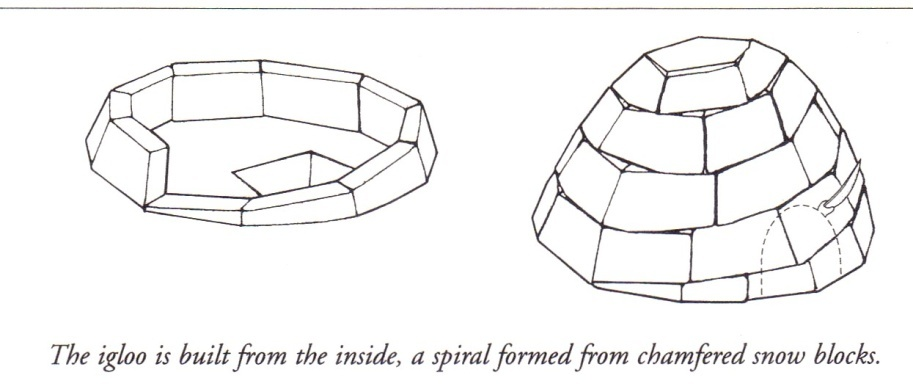 The igloo is built from the inside, a spiral formed from chamfered snow blocks.